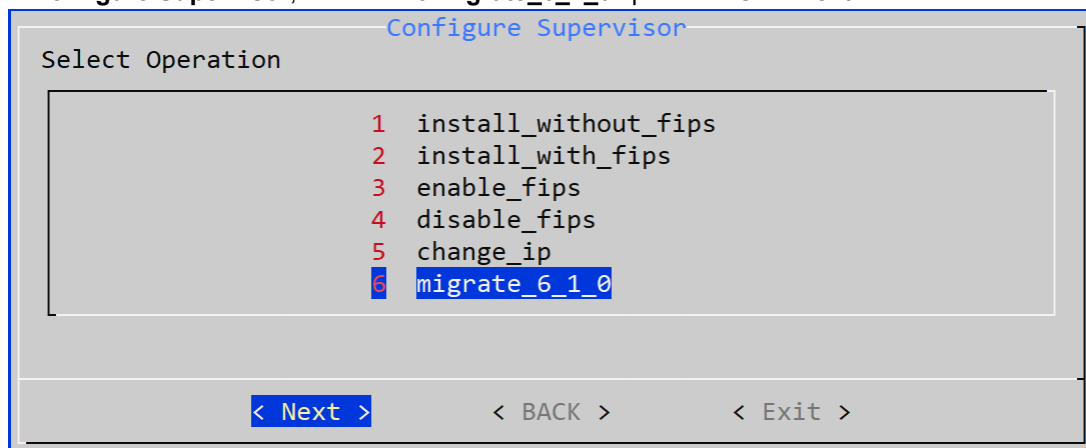 Configure Supervisor
Select Operation
1 install_without_fips
2 install_with_fips
3 enable_fips
4 disable_fips
5 change_ip
6 migrate_6_1_0
< Next > < BACK > < Exit >